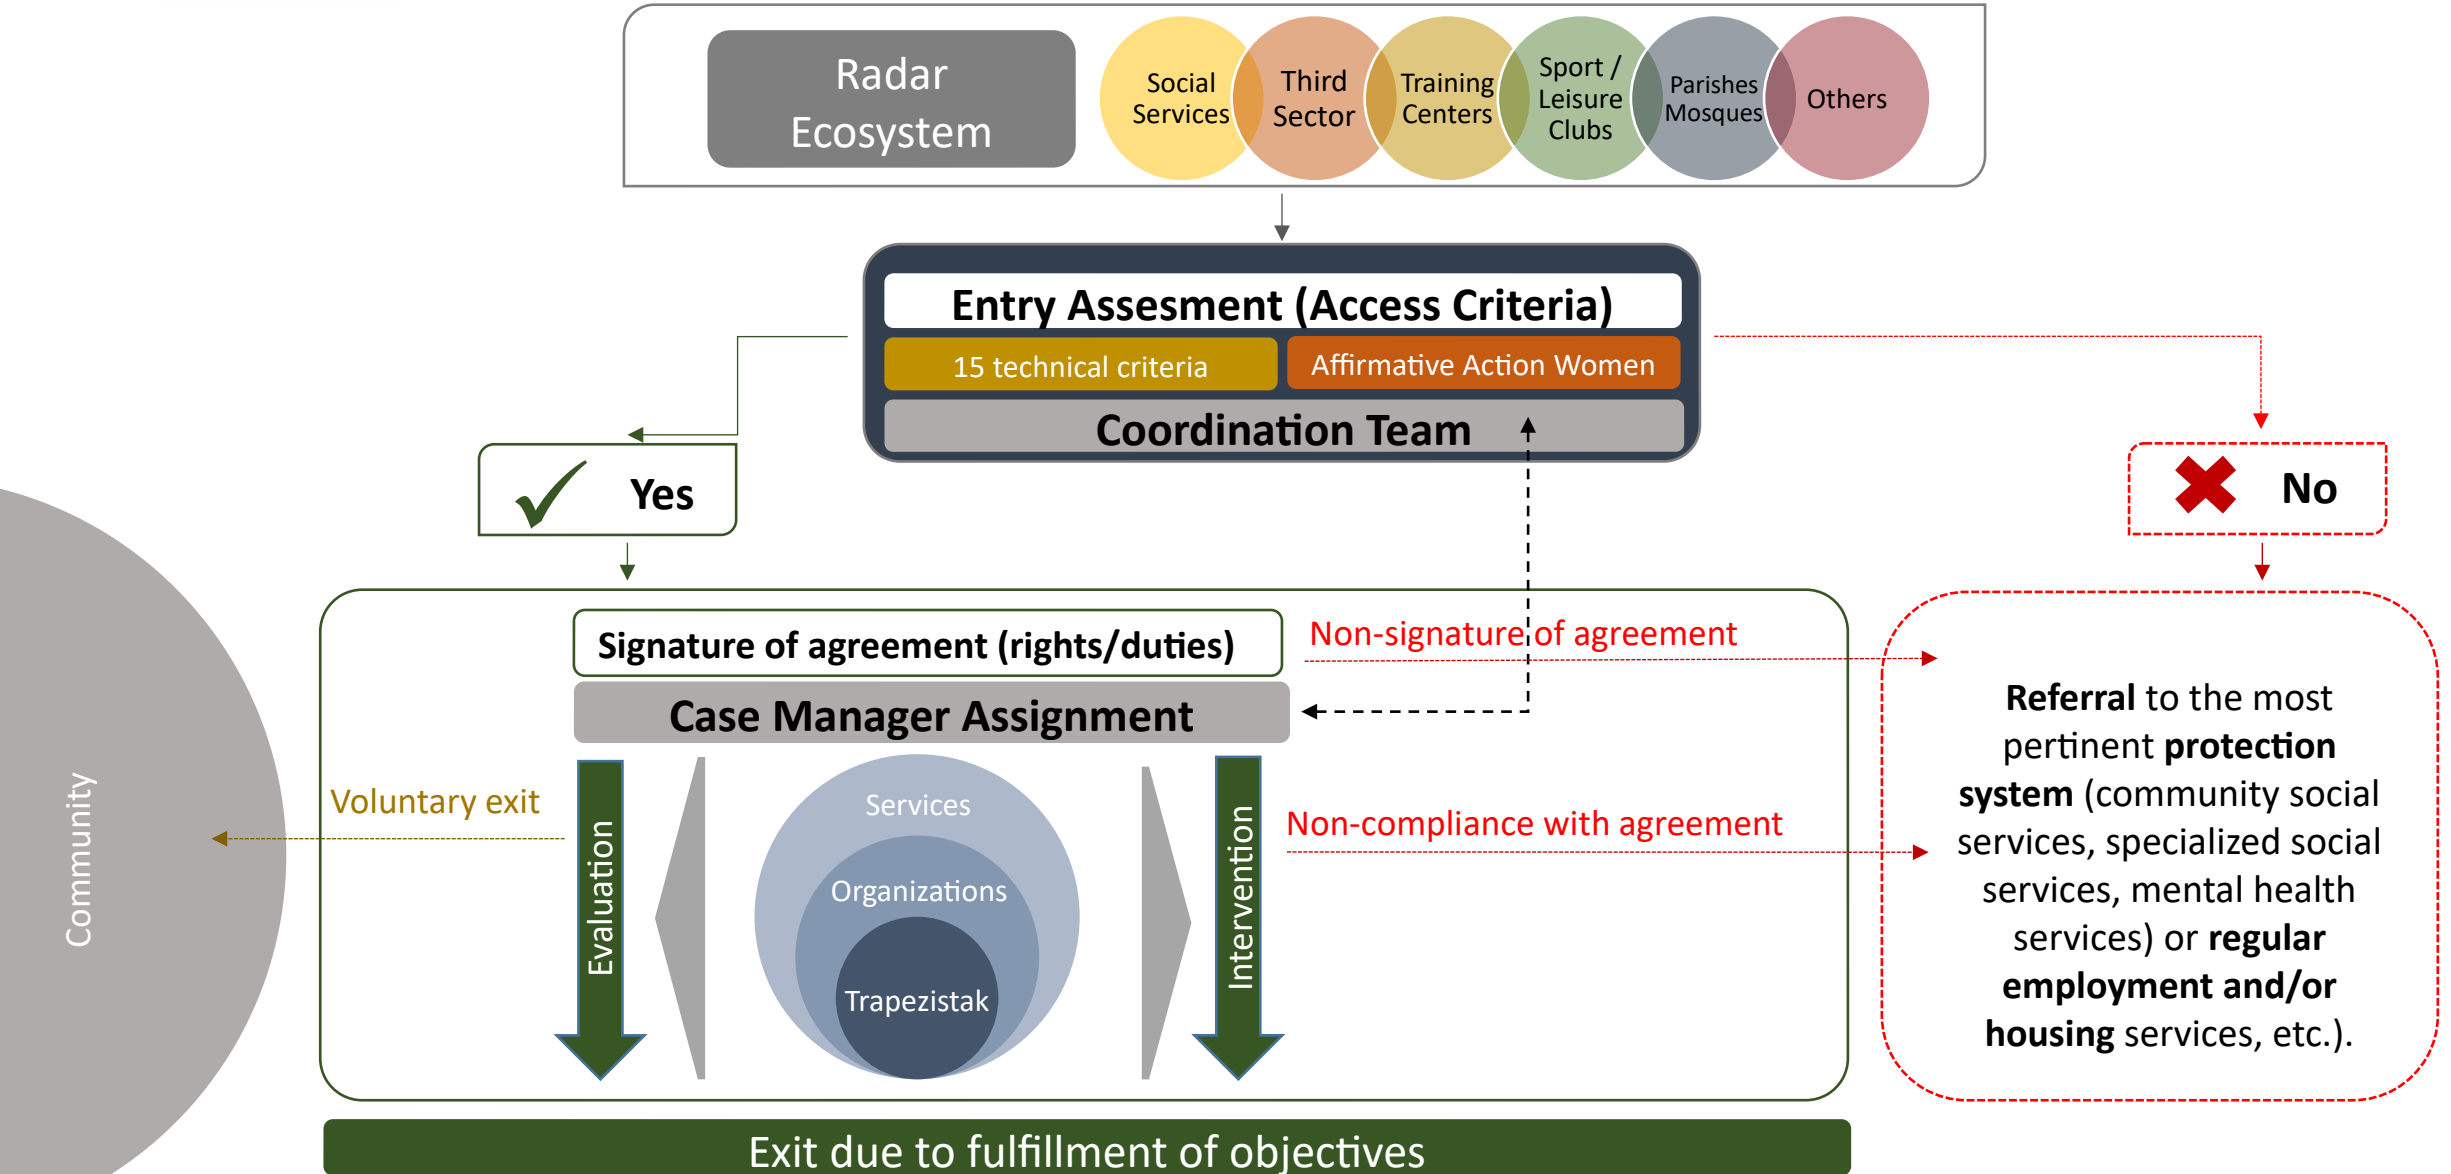 Radar
Ecosystem
Social
Services
Third
Sector
Training
Centers
Sport /
Leisure
Clubs
Parishes
Mosques
Others
Entry Assesment (Access Criteria)
15 technical criteria
Affirmative Action Women
Coordination Team
Yes
No
Signature of agreement (rights/duties)
Non-signature of agreement
Case Manager Assignment
Community
Voluntary exit
Evaluation
Services
Organizations
Trapezistak
Intervention
Non-compliance with agreement
Referral to the most
pertinent protection
system (community social
services, specialized social
services, mental health
services) or regular
employment and/or
housing services, etc.).
Exit due to fulfillment of objectives